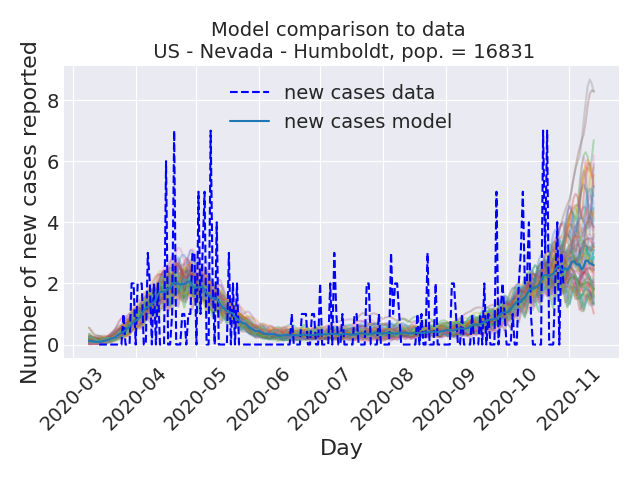 Model comparison to data
US - Nevada - Humboldt, pop. = 16831
new cases data
new cases model
Number of new cases reported
8
6
4
2
0
2020-03
2020-04
2020-05
2020-06
2020-07
2020-08
2020-09
2020-10
2020-11
Day